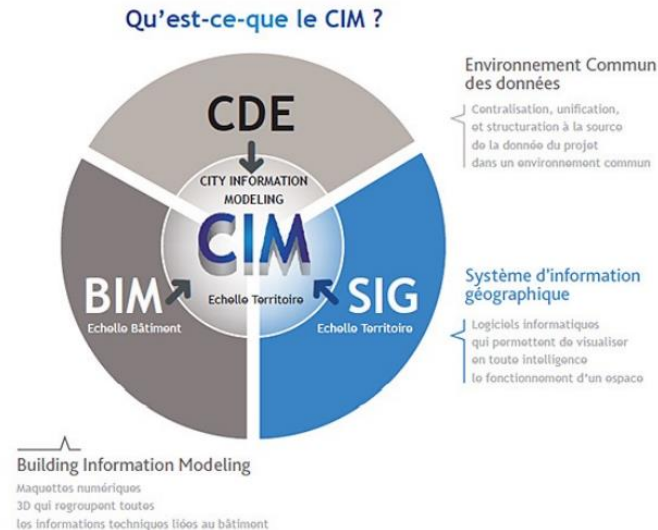 Qu'est-ce-que le CIM ?
CDE
CITY INFORMATION
MODELING
CIM
Echelle Territoire
BIM
Echelle Bâtiment
SIG
Echelle Territoire
Environnement Commun
des données
Centralisation, unification,
et structuration à la source
de la donnée du projet
dans un environnement commun
Système d'information
géographique
Logiciels informatiques
qui permettent de visualiser
en toute intelligence
le fonctionnement d'un espace
Building Information Modeling
Maquettes numériques
3D qui regroupent toutes
les informations techniques liées au bâtiment